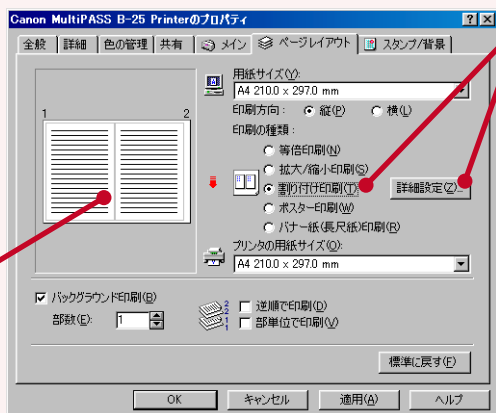 Canon MultiPASS B-25 Printerのプロパティ
全般 詳細 色の管理 共有 メイン ページレイアウト スタンプ/背景
用紙サイズ(Y):
A4 210.0 x 297.0 mm
印刷方向: 縦(P) 横(L)
印刷の種類:
等倍印刷(N)
拡大/縮小印刷(S)
割り付け印刷(T) 詳細設定(Z)...
ポスター印刷(W)
バナー紙(長尺紙)印刷(R)
プリンタの用紙サイズ(O):
A4 210.0 x 297.0 mm
1 2
バックグラウンド印刷(B)
部数(E): 1
2 2 1 1
逆順で印刷(D)
部単位で印刷(V)
標準に戻す(F)
OK キャンセル 適用(A) ヘルプ